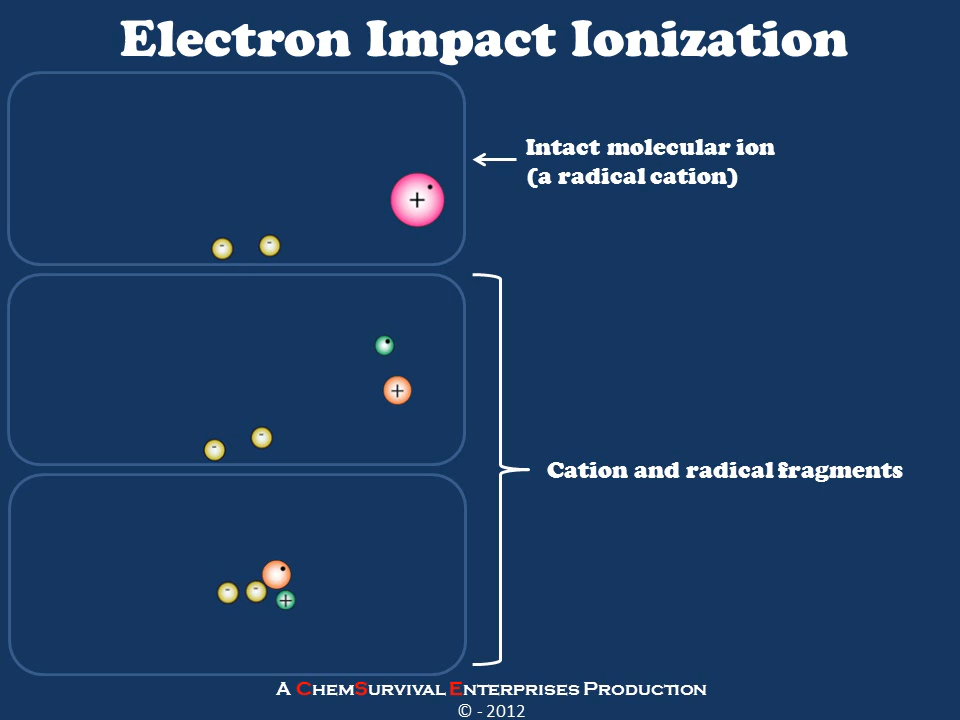 Electron Impact Ionization
Intact molecular ion
(a radical cation)
+
-
-
+
-
-
Cation and radical fragments
-
-
+
A ChemSurvival Enterprises Production
© - 2012